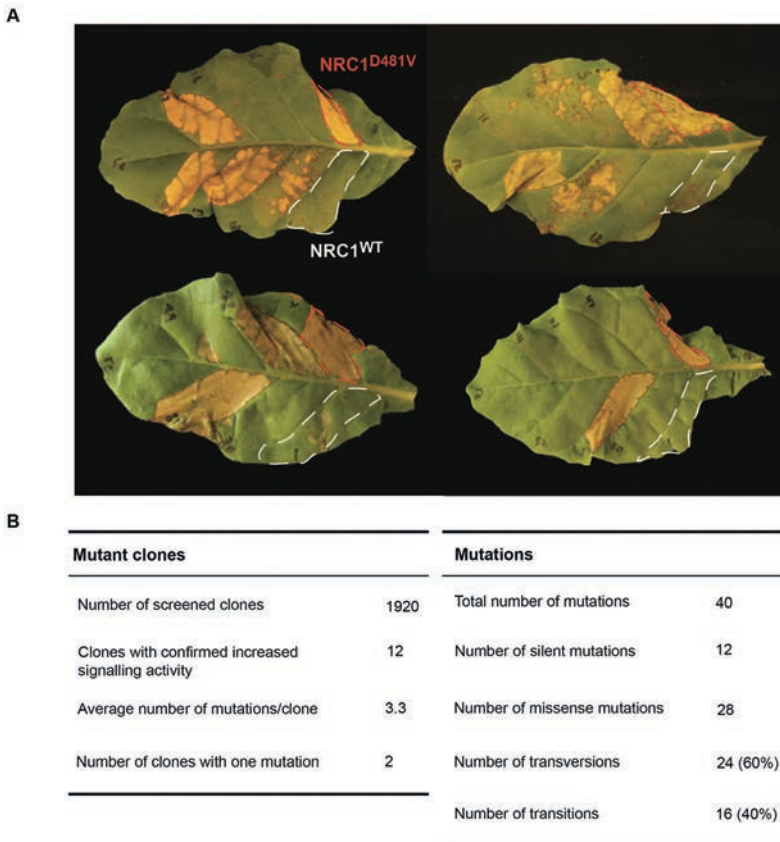 A
NRC1D481V
NRC1WT
B
Mutant clones
Number of screened clones 1920
Clones with confirmed increased
signalling activity 12
Average number of mutations/clone 3.3
Number of clones with one mutation 2
Mutations
Total number of mutations 40
Number of silent mutations 12
Number of missense mutations 28
Number of transversions 24 (60%)
Number of transitions 16 (40%)